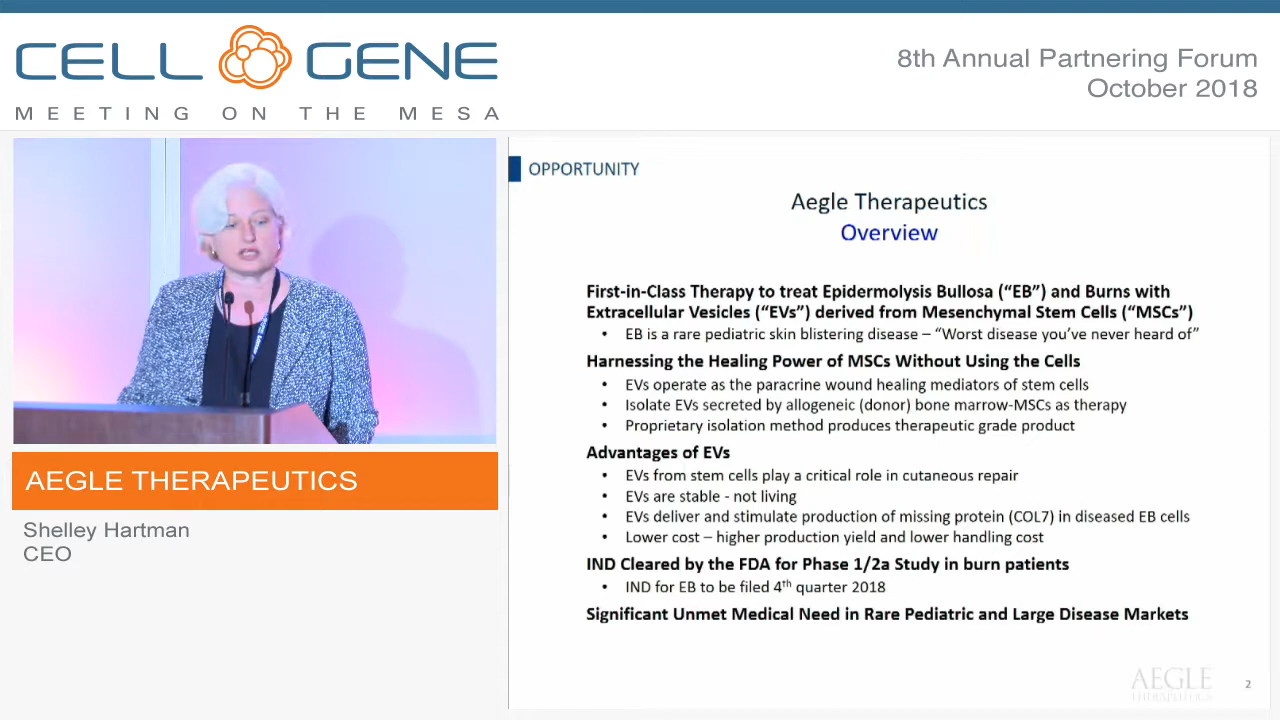 CELL GENE
MEETING ON THE MESA
8th Annual Partnering Forum
October 2018
OPPORTUNITY
Aegle Therapeutics
Overview
First-in-Class Therapy to treat Epidermolysis Bullosa (“EB”) and Burns with
Extracellular Vesicles (“EVs”) derived from Mesenchymal Stem Cells (“MSCs”)
• EB is a rare pediatric skin blistering disease – “Worst disease you’ve never heard of”
Harnessing the Healing Power of MSCs Without Using the Cells
• EVs operate as the paracrine wound healing mediators of stem cells
• Isolate EVs secreted by allogeneic (donor) bone marrow-MSCs as therapy
• Proprietary isolation method produces therapeutic grade product
Advantages of EVs
• EVs from stem cells play a critical role in cutaneous repair
• EVs are stable - not living
• EVs deliver and stimulate production of missing protein (COL7) in diseased EB cells
• Lower cost – higher production yield and lower handling cost
IND Cleared by the FDA for Phase 1/2a Study in burn patients
• IND for EB to be filed 4th quarter 2018
Significant Unmet Medical Need in Rare Pediatric and Large Disease Markets
AEGLE
THERAPEUTICS
2
AEGLE THERAPEUTICS
Shelley Hartman
CEO